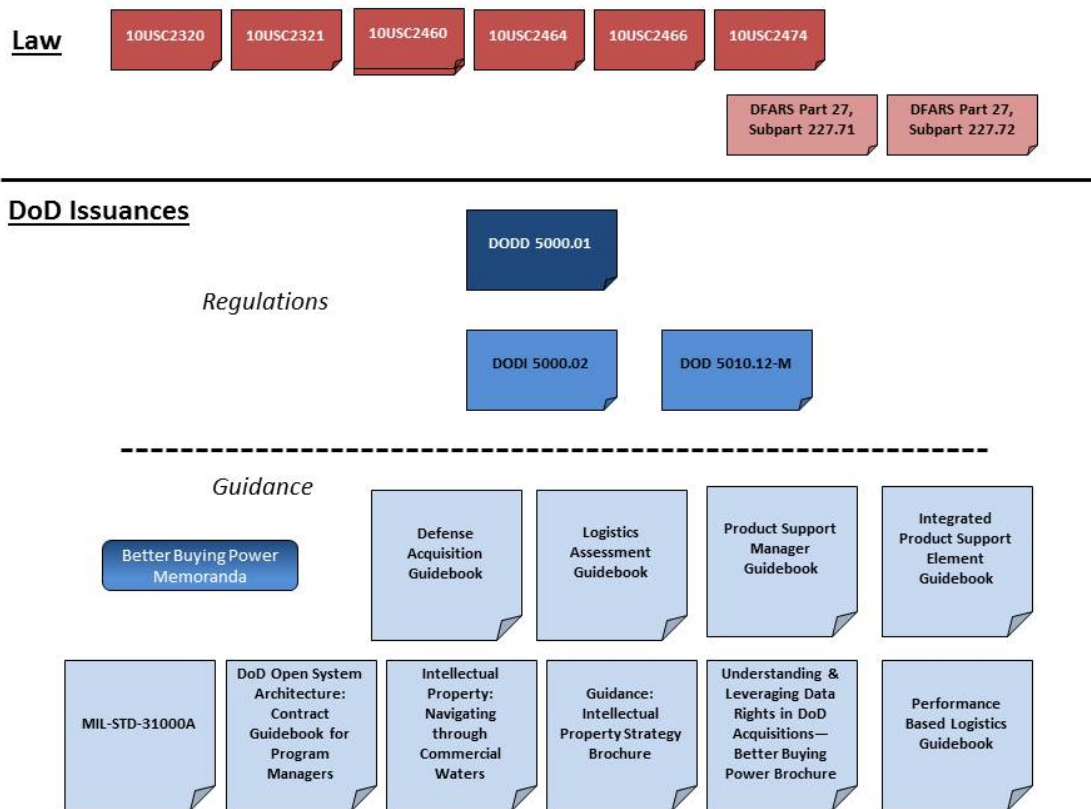 Law
10USC2320
10USC2321
10USC2460
10USC2464
10USC2466
10USC2474
DFARS Part 27,
Subpart 227.71
DFARS Part 27,
Subpart 227.72
DoD Issuances
Regulations
DODD 5000.01
DODI 5000.02
DOD 5010.12-M
Guidance
Better Buying Power
Memoranda
Defense
Acquisition
Guidebook
Logistics
Assessment
Guidebook
Product Support
Manager
Guidebook
Integrated
Product Support
Element
Guidebook
MIL-STD-31000A
DoD Open System
Architecture:
Contract
Guidebook for
Program
Managers
Intellectual
Property:
Navigating
through
Commercial
Waters
Guidance:
Intellectual
Property Strategy
Brochure
Understanding &
Leveraging Data
Rights in DoD
Acquisitions—
Better Buying
Power Brochure
Performance
Based Logistics
Guidebook